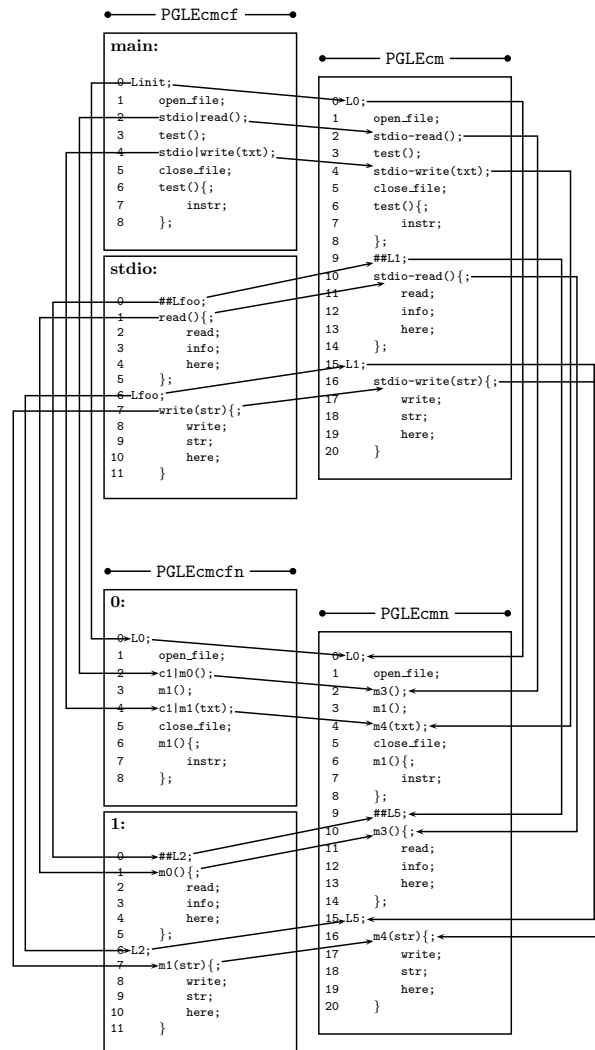 PGLEcmcf
main:
0 Linit;
1 open_file;
2 stdio|read();
3 test();
4 stdio|write(txt);
5 close_file;
6 test(){;
7 instr;
8 };
stdio:
0 ##Lfoo;
1 read(){;
2 read;
3 info;
4 here;
5 };
6 Lfoo;
7 write(str){;
8 write;
9 str;
10 here;
11 }
PGLEcm
0 L0;
1 open_file;
2 stdio-read();
3 test();
4 stdio-write(txt);
5 close_file;
6 test(){;
7 instr;
8 };
9 ##L1;
10 stdio-read(){;
11 read;
12 info;
13 here;
14 };
15 L1;
16 stdio-write(str){;
17 write;
18 str;
19 here;
20 }
PGLEcmcfn
0:
0 L0;
1 open_file;
2 c1|m0();
3 m1();
4 c1|m1(txt);
5 close_file;
6 m1(){;
7 instr;
8 };
1:
0 ##L2;
1 m0(){;
2 read;
3 info;
4 here;
5 };
6 L2;
7 m1(str){;
8 write;
9 str;
10 here;
11 }
PGLEcmn
0 L0;
1 open_file;
2 m3();
3 m1();
4 m4(txt);
5 close_file;
6 m1(){;
7 instr;
8 };
9 ##L5;
10 m3(){;
11 read;
12 info;
13 here;
14 };
15 L5;
16 m4(str){;
17 write;
18 str;
19 here;
20 }